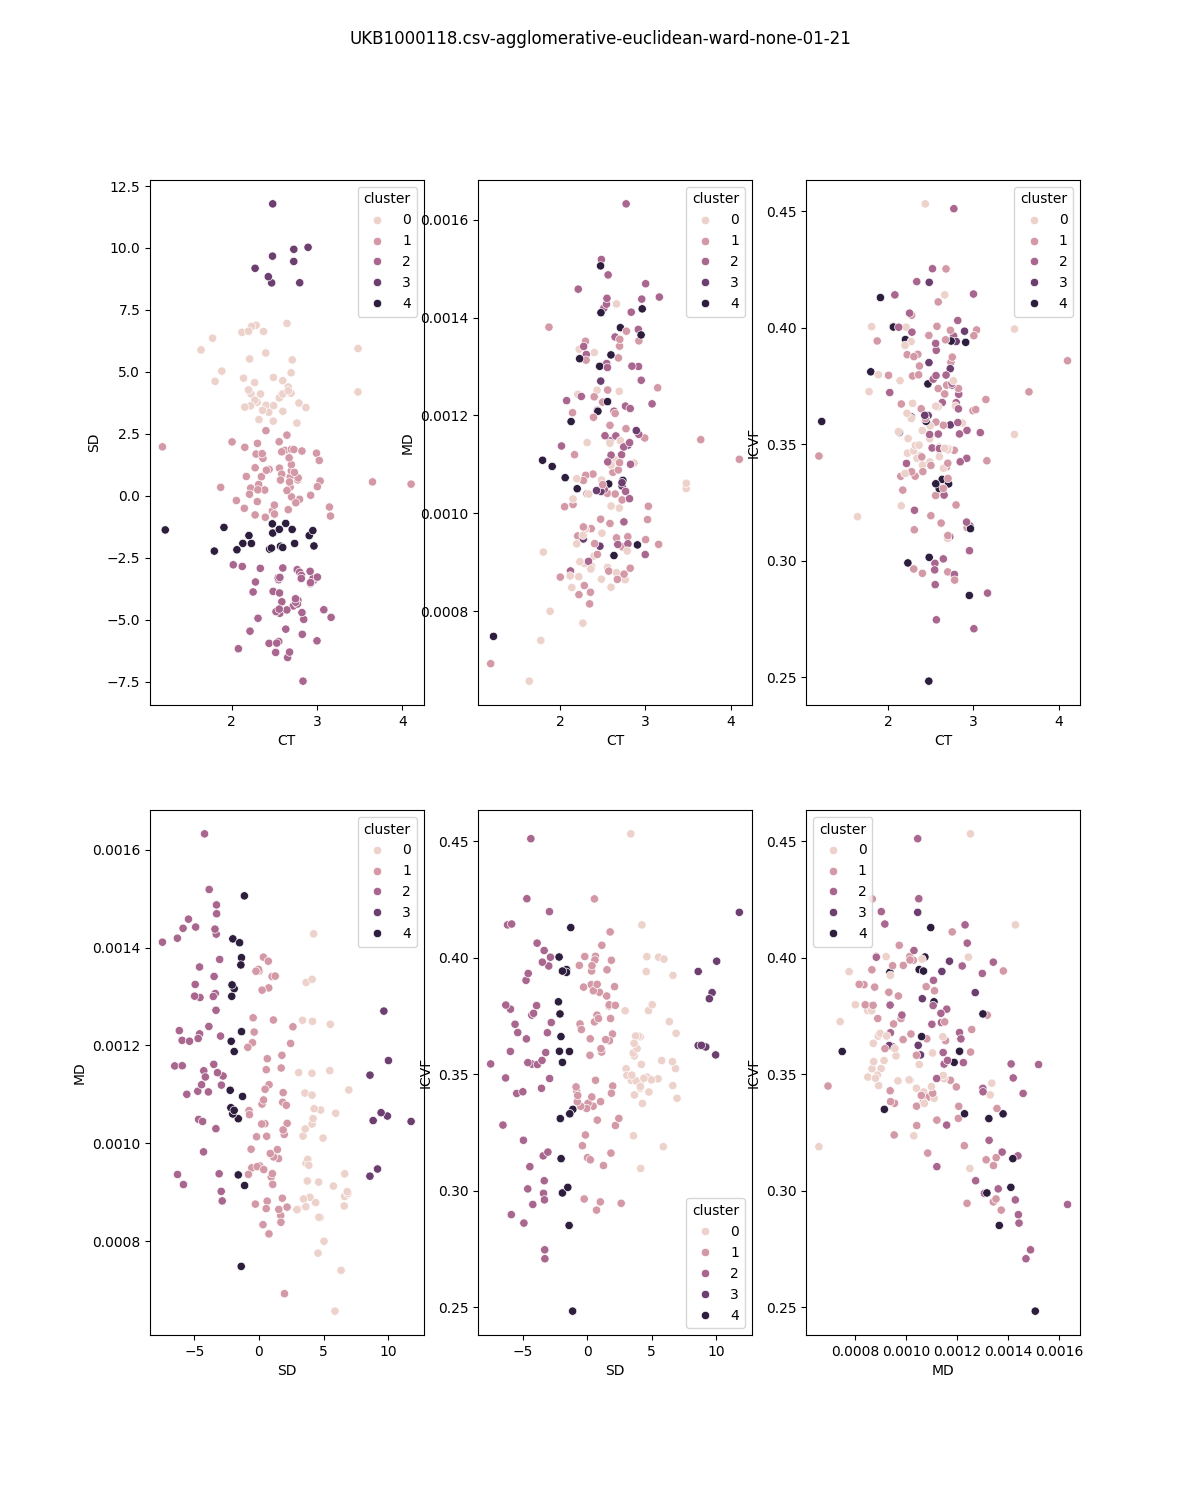 UKB1000118.csv-agglomerative-euclidean-ward-none-01-21
12.5
10.0
7.5
5.0
2.5
0.0
−2.5
−5.0
−7.5
SD
2 3 4
CT
cluster
0
1
2
3
4
0.0016
0.0014
0.0012
0.0010
0.0008
MD
2 3 4
CT
cluster
0
1
2
3
4
0.45
0.40
0.35
0.30
0.25
ICVF
2 3 4
CT
cluster
0
1
2
3
4
0.0016
0.0014
0.0012
0.0010
0.0008
MD
−5 0 5 10
SD
cluster
0
1
2
3
4
0.45
0.40
0.35
0.30
0.25
ICVF
−5 0 5 10
SD
cluster
0
1
2
3
4
0.45
0.40
0.35
0.30
0.25
ICVF
0.0008 0.0010 0.0012 0.0014 0.0016
MD
cluster
0
1
2
3
4